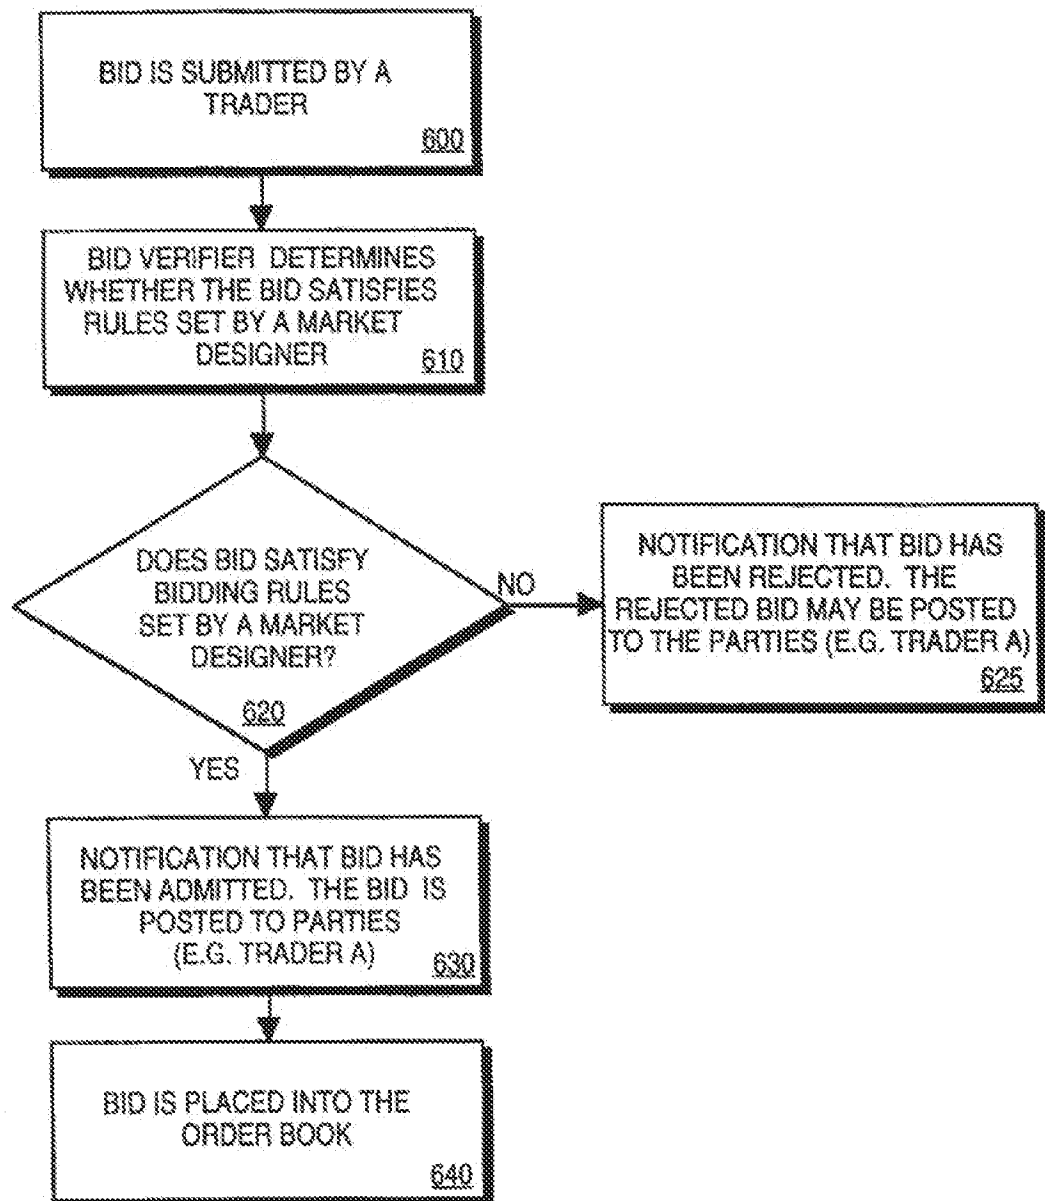 BID IS SUBMITTED BY A
TRADER
600
BID VERIFIER DETERMINES
WHETHER THE BID SATISFIES
RULES SET BY A MARKET
DESIGNER
610
DOES BID SATISFY
BIDDING RULES
SET BY A MARKET
DESIGNER?
620
NO
NOTIFICATION THAT BID HAS
BEEN REJECTED. THE
REJECTED BID MAY BE POSTED
TO THE PARTIES (E.G. TRADER A)
625
YES
NOTIFICATION THAT BID HAS
BEEN ADMITTED. THE BID IS
POSTED TO PARTIES
(E.G. TRADER A)
630
BID IS PLACED INTO THE
ORDER BOOK
640